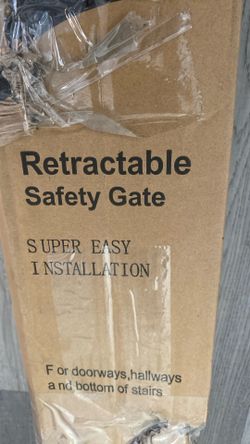 Retractable
Safety Gate
SUPER EASY
INSTALLATION
For doorways,hallways
and bottom of stairs